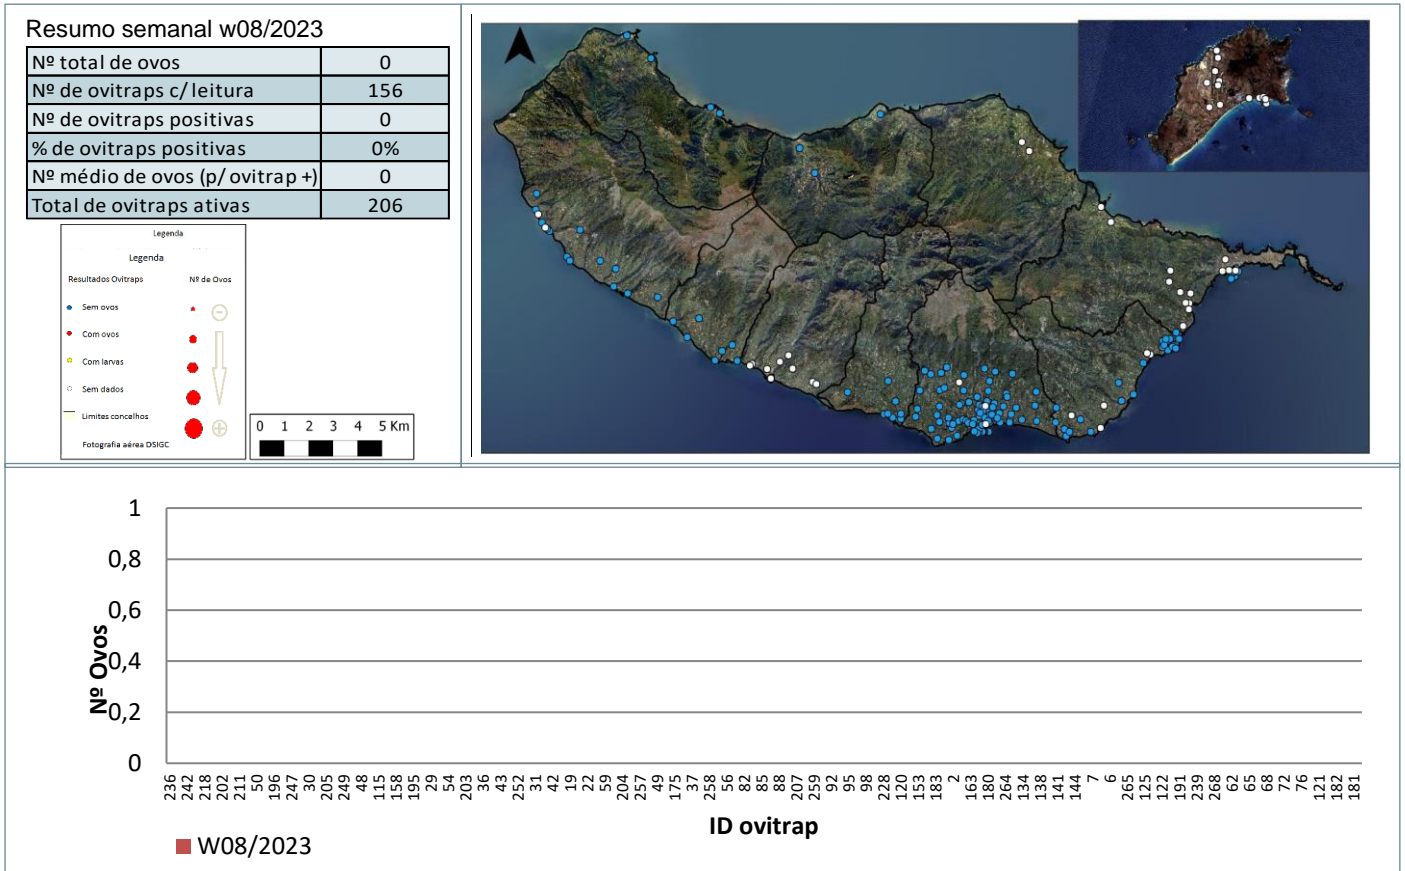 Resumo semanal w08/2023
Nº total de ovos 0
Nº de ovitraps c/ leitura 156
Nº de ovitraps positivas 0
% de ovitraps positivas 0%
Nº médio de ovos (p/ ovitrap +) 0
Total de ovitraps ativas 206
Legenda
Legenda
Resultados Ovitraps Nº de Ovos
Sem ovos
Com ovos
Com larvas
Sem dados
Limites concelhos
Fotografia aérea DSIGC
0 1 2 3 4 5 Km
1
0,8
0,6
0,4
0,2
0
Nº Ovos
236 242 218 202 211 50 196 247 30 205 249 48 115 158 195 29 54 203 36 43 252 31 42 19 22 59 204 257 49 175 37 258 56 82 85 88 207 259 92 95 98 228 120 153 183 2 163 180 264 134 138 141 144 7 6 265 125 122 191 239 268 62 65 68 72 76 121 182 181
ID ovitrap
W08/2023